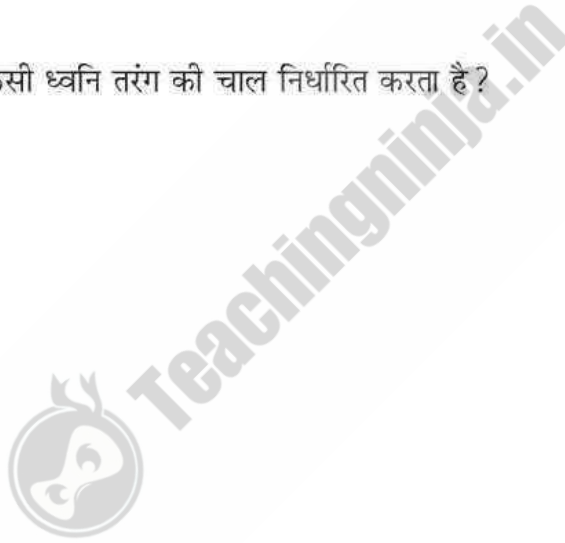 सी ध्वनि तरंग की चाल निर्धारित करता है?
Teachingninja.in